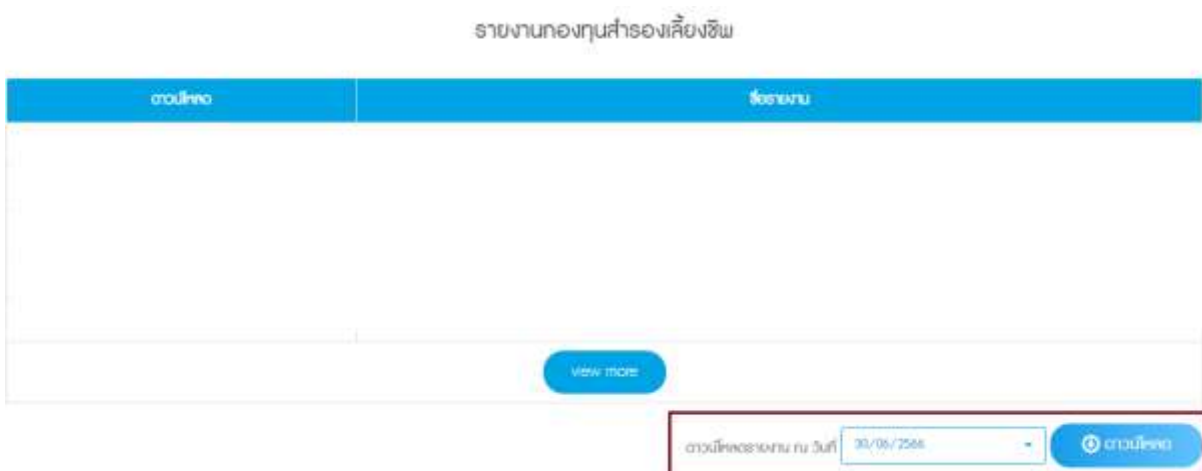 รายงานกองทุนสำรองเลี้ยงชีพ
ดาวน์โหลด ชื่อรายงาน
view more
ดาวน์โหลดรายงาน ณ วันที่ 30/06/2566 ดาวน์โหลด